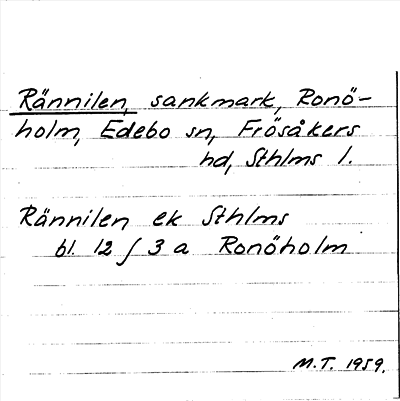 Rännilen, sankmark, Ronö-
holm, Edebo sn, Frösåkers
hd, Sthlms l.
Rännilen ek Sthlms
bl. 12 / 3 a Ronöholm
M.T. 1959.